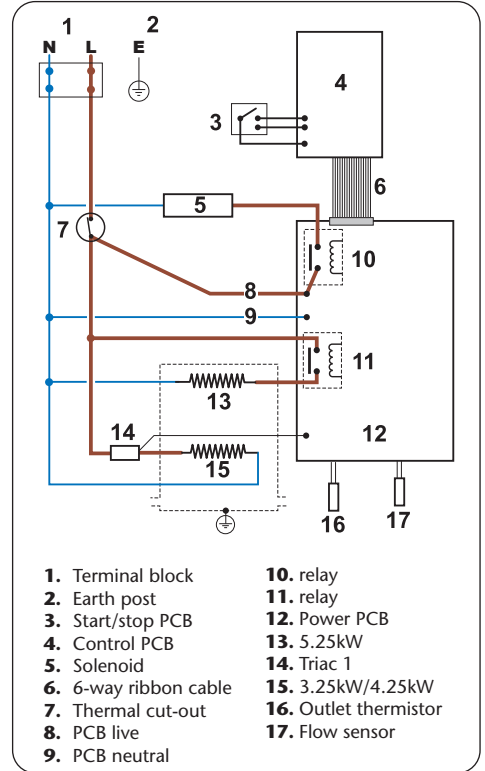 1
2
N L E
4
3
6
5
7
10
8
9
11
13
14
12
15
16
17
1. Terminal block
2. Earth post
3. Start/stop PCB
4. Control PCB
5. Solenoid
6. 6-way ribbon cable
7. Thermal cut-out
8. PCB live
9. PCB neutral
10. relay
11. relay
12. Power PCB
13. 5.25kW
14. Triac 1
15. 3.25kW/4.25kW
16. Outlet thermistor
17. Flow sensor